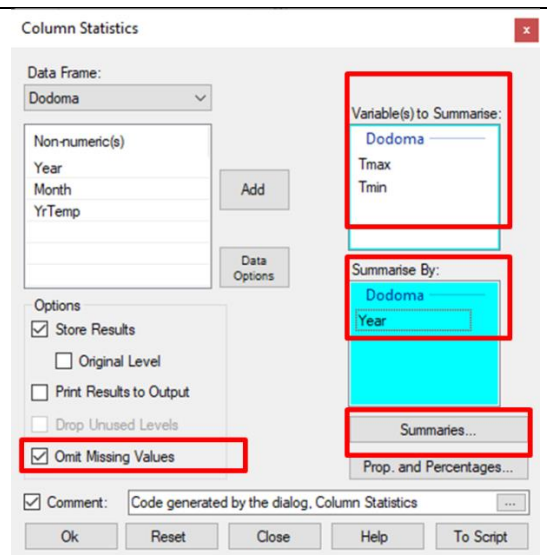 Column Statistics
x
Data Frame:
Dodoma
Variable(s) to Summarise:
Non-numeric(s)
Dodoma
Year
Tmax
Month
Add
Tmin
YrTemp
Data
Options
Summarise By:
Dodoma
Options
Year
Store Results
Original Level
Print Results to Output
Drop Unused Levels
Summaries...
Omit Missing Values
Prop. and Percentages...
Comment:
Code generated by the dialog, Column Statistics
...
Ok
Reset
Close
Help
To Script